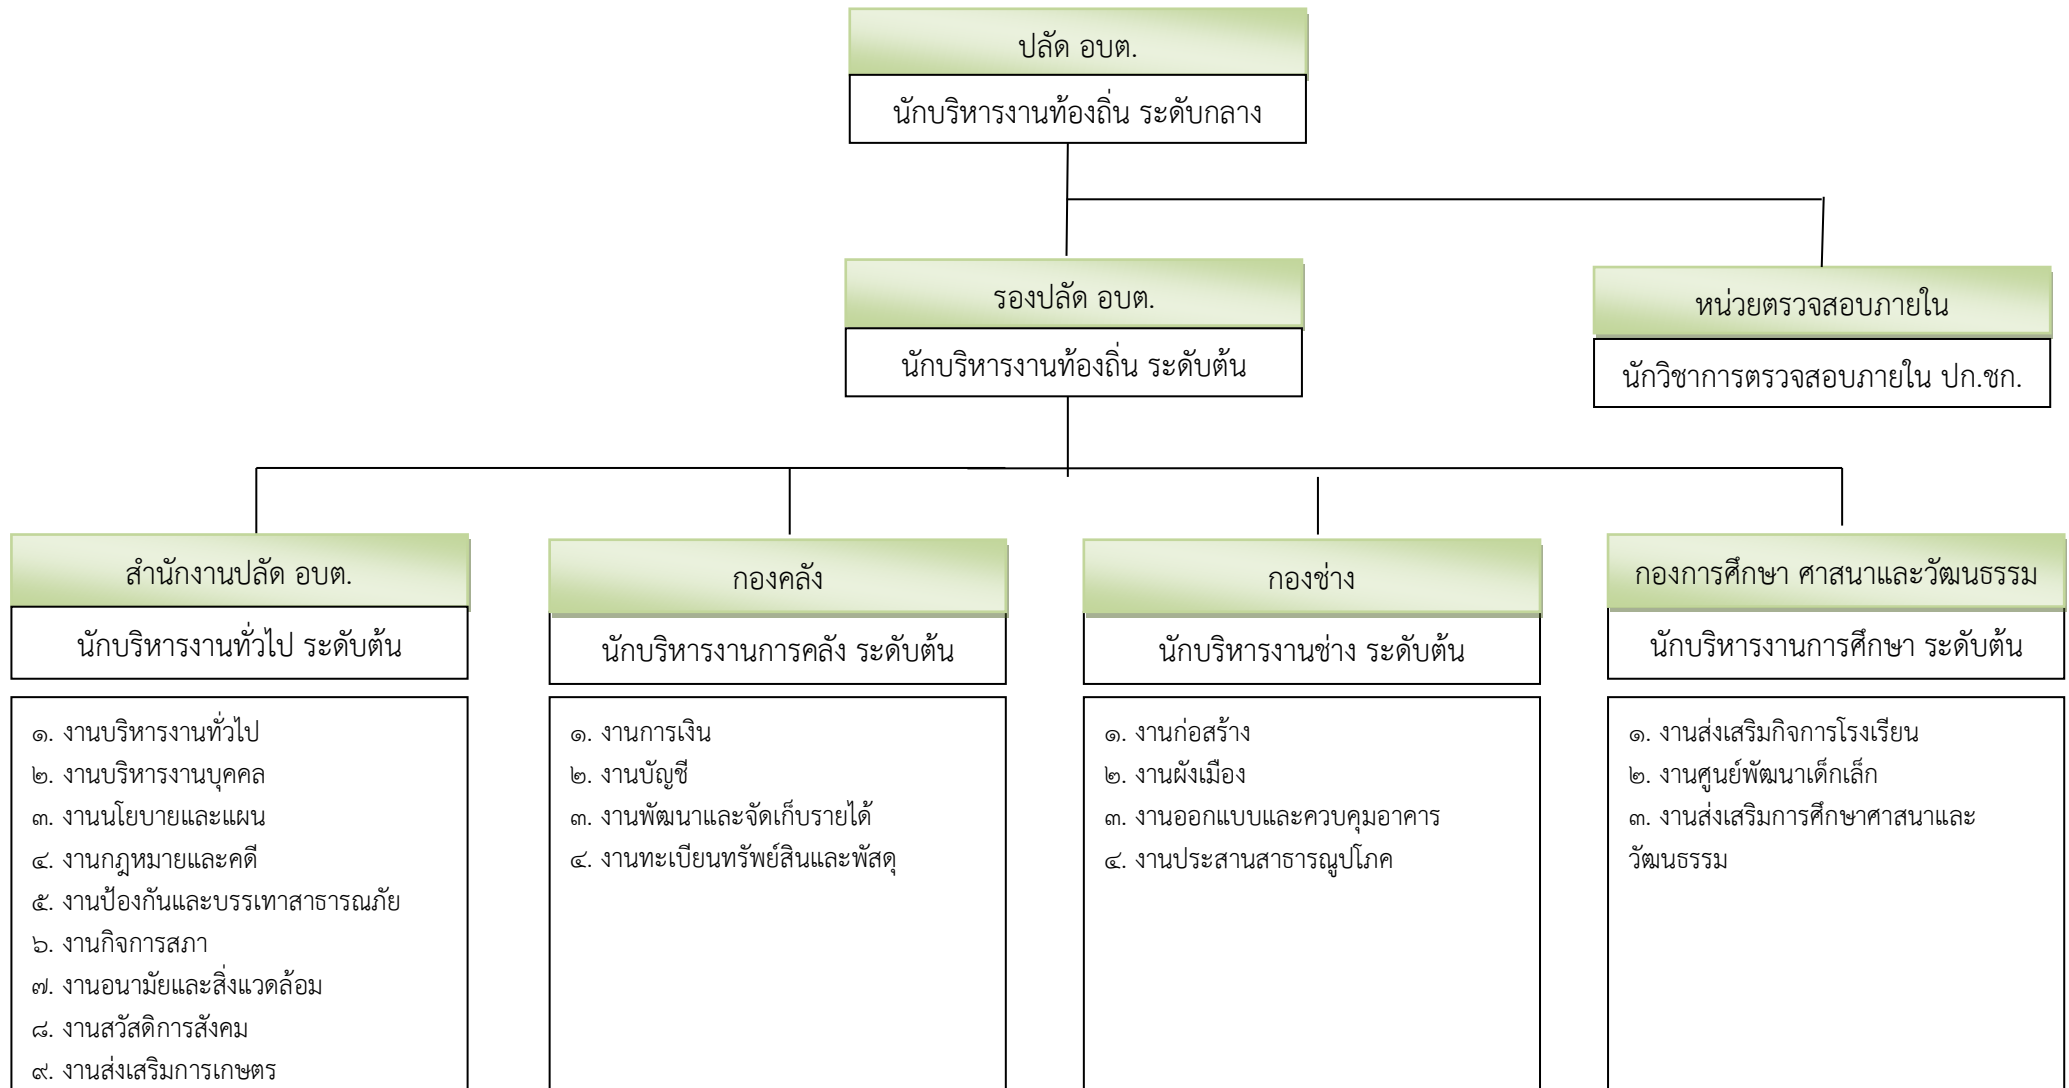 ปลัด อบต.
นักบริหารงานท้องถิ่น ระดับกลาง
รองปลัด อบต.
นักบริหารงานท้องถิ่น ระดับต้น
หน่วยตรวจสอบภายใน
นักวิชาการตรวจสอบภายใน ปก.ชก.
สำนักงานปลัด อบต.
นักบริหารงานทั่วไป ระดับต้น
๑. งานบริหารงานทั่วไป
๒. งานบริหารงานบุคคล
๓. งานนโยบายและแผน
๔. งานกฎหมายและคดี
๕. งานป้องกันและบรรเทาสาธารณภัย
๖. งานกิจการสภา
๗. งานอนามัยและสิ่งแวดล้อม
๘. งานสวัสดิการสังคม
๙. งานส่งเสริมการเกษตร
กองคลัง
นักบริหารงานการคลัง ระดับต้น
๑. งานการเงิน
๒. งานบัญชี
๓. งานพัฒนาและจัดเก็บรายได้
๔. งานทะเบียนทรัพย์สินและพัสดุ
กองช่าง
นักบริหารงานช่าง ระดับต้น
๑. งานก่อสร้าง
๒. งานผังเมือง
๓. งานออกแบบและควบคุมอาคาร
๔. งานประสานสาธารณูปโภค
กองการศึกษา ศาสนาและวัฒนธรรม
นักบริหารงานการศึกษา ระดับต้น
๑. งานส่งเสริมกิจการโรงเรียน
๒. งานศูนย์พัฒนาเด็กเล็ก
๓. งานส่งเสริมการศึกษาศาสนาและ
วัฒนธรรม